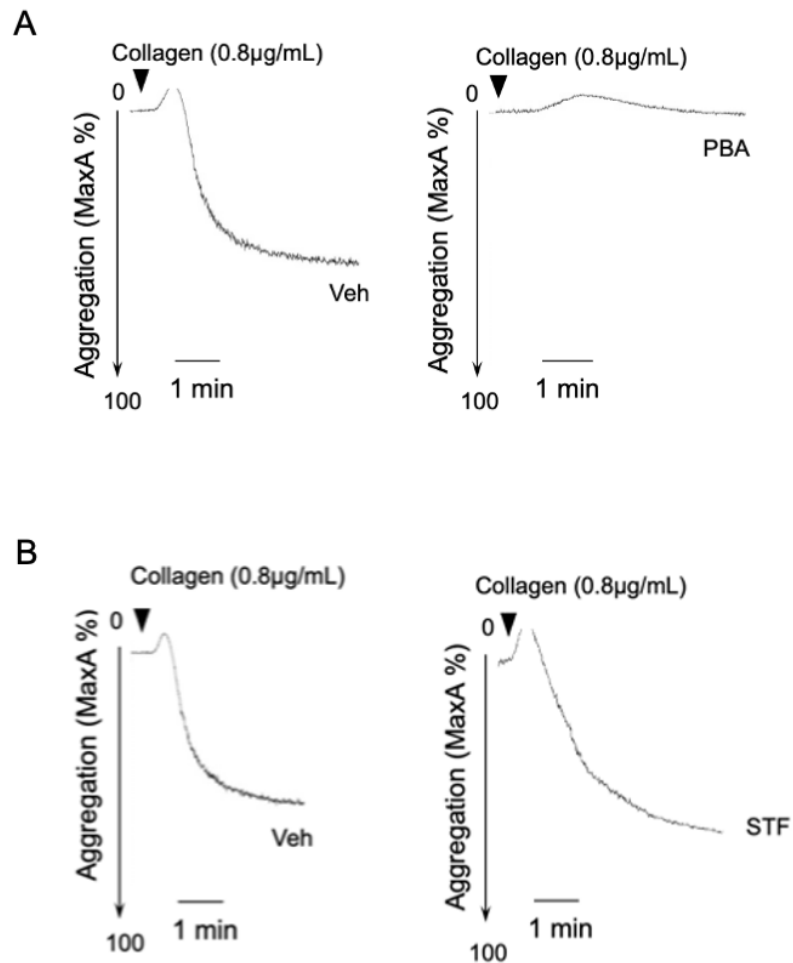 A
Collagen (0.8µg/mL)
0
Aggregation (MaxA %)
Veh
1 min
100
Collagen (0.8µg/mL)
0
Aggregation (MaxA %)
PBA
1 min
100
B
Collagen (0.8µg/mL)
0
Aggregation (MaxA %)
Veh
1 min
100
Collagen (0.8µg/mL)
0
Aggregation (MaxA %)
STF
1 min
100